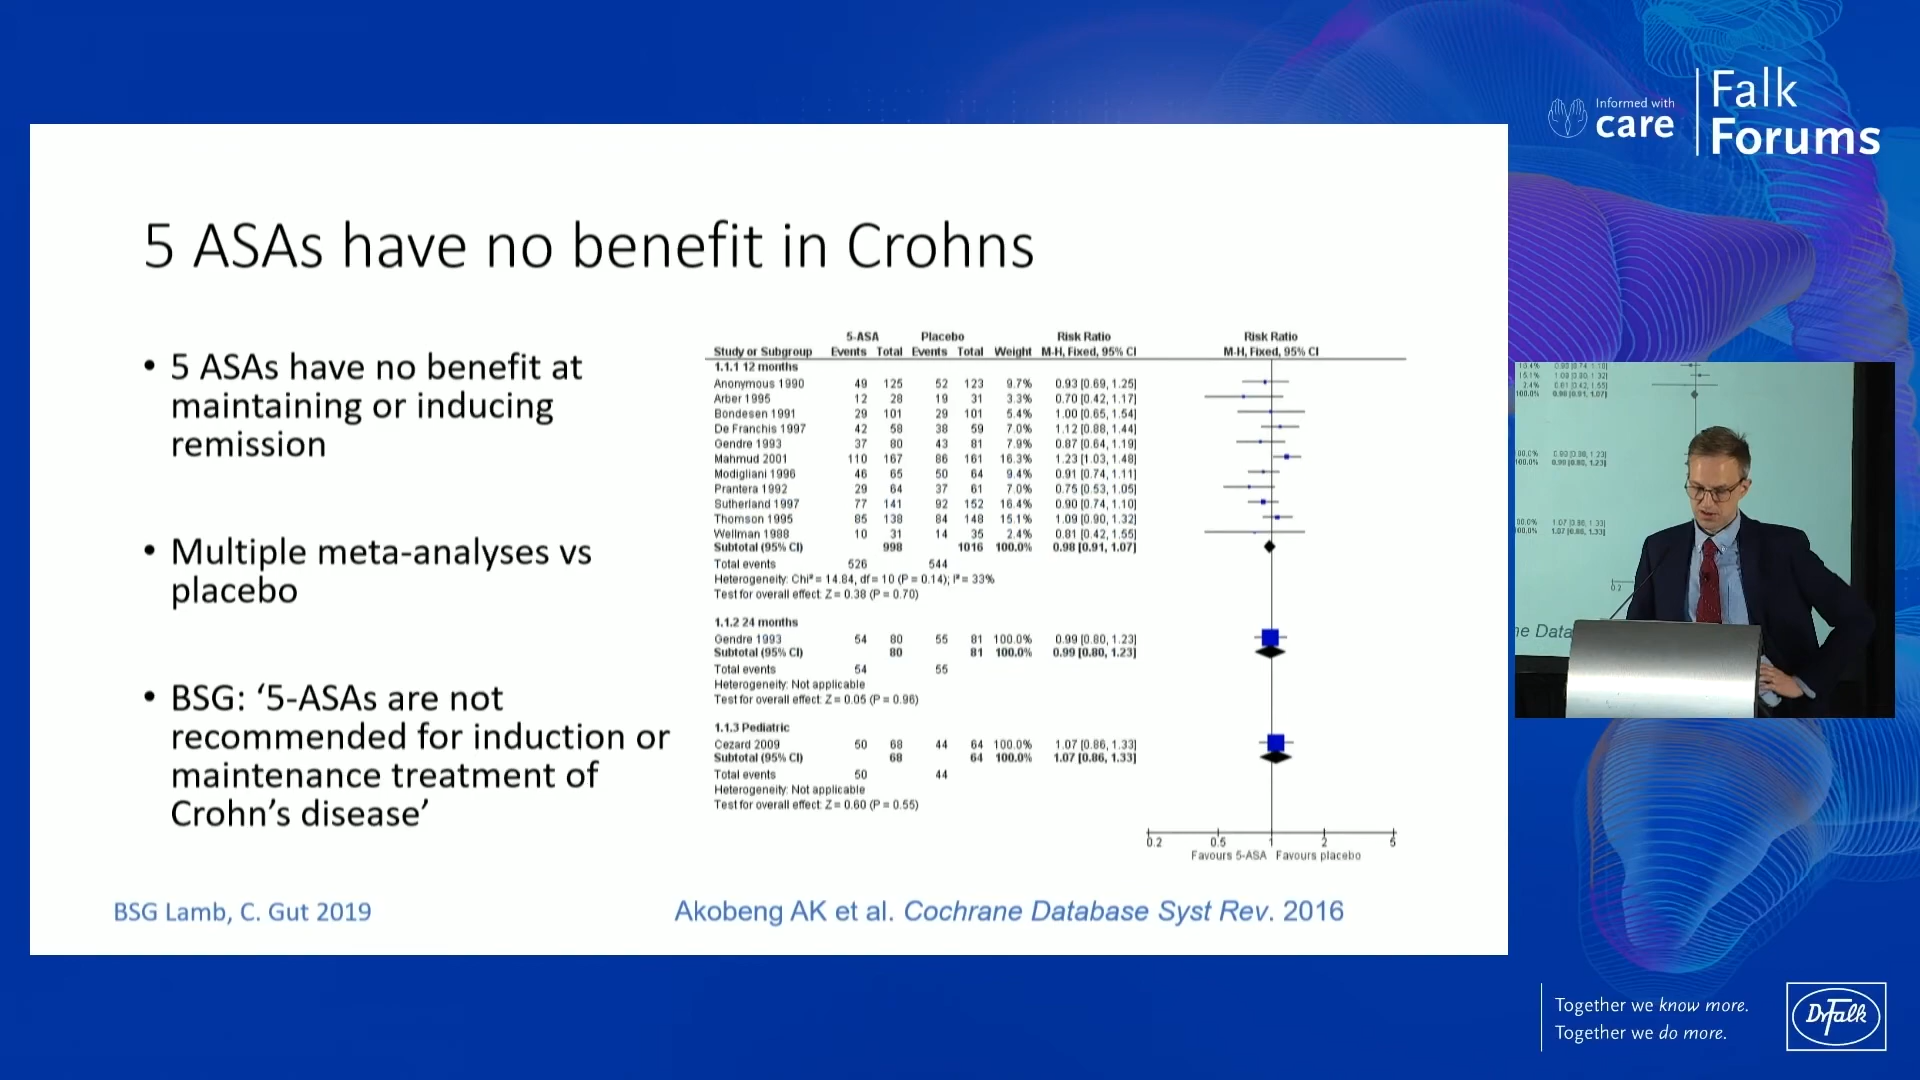 Informed with
care
Falk
Forums
5 ASAs have no benefit in Crohns
• 5 ASAs have no benefit at
maintaining or inducing
remission
• Multiple meta-analyses vs
placebo
• BSG: ‘5-ASAs are not
recommended for induction or
maintenance treatment of
Crohn’s disease’
5-ASA Placebo Risk Ratio Risk Ratio
Study or Subgroup Events Total Events Total Weight M-H, Fixed, 95% CI M-H, Fixed, 95% CI
1.1.1 12 months
Anonymous 1990 49 125 52 123 9.7% 0.93 [0.69, 1.25]
Arber 1995 12 28 19 31 3.3% 0.70 [0.42, 1.17]
Bondesen 1991 29 101 29 101 5.4% 1.00 [0.65, 1.54]
De Franchis 1997 42 58 38 59 7.0% 1.12 [0.88, 1.44]
Gendre 1993 37 80 43 81 7.9% 0.87 [0.64, 1.19]
Mahmud 2001 110 167 86 161 16.3% 1.23 [1.03, 1.48]
Modigliani 1996 46 65 50 64 9.4% 0.91 [0.74, 1.11]
Prantera 1992 29 64 37 61 7.0% 0.75 [0.53, 1.05]
Sutherland 1997 77 141 92 152 16.4% 0.90 [0.74, 1.10]
Thomson 1995 85 138 84 148 15.1% 1.09 [0.90, 1.32]
Wellman 1988 10 31 14 35 2.4% 0.81 [0.42, 1.55]
Subtotal (95% CI) 998 1016 100.0% 0.98 [0.91, 1.07]
Total events 526 544
Heterogeneity: Chi² = 14.84, df = 10 (P = 0.14); I² = 33%
Test for overall effect: Z = 0.38 (P = 0.70)
1.1.2 24 months
Gendre 1993 54 80 55 81 100.0% 0.99 [0.80, 1.23]
Subtotal (95% CI) 80 81 100.0% 0.99 [0.80, 1.23]
Total events 54 55
Heterogeneity: Not applicable
Test for overall effect: Z = 0.05 (P = 0.96)
1.1.3 Pediatric
Cezard 2009 50 68 44 64 100.0% 1.07 [0.86, 1.33]
Subtotal (95% CI) 68 64 100.0% 1.07 [0.86, 1.33]
Total events 50 44
Heterogeneity: Not applicable
Test for overall effect: Z = 0.60 (P = 0.55)
0.2 0.5 1 2 5
Favours 5-ASA Favours placebo
BSG Lamb, C. Gut 2019
Akobeng AK et al. Cochrane Database Syst Rev. 2016
Together we know more.
Together we do more.
Dr Falk